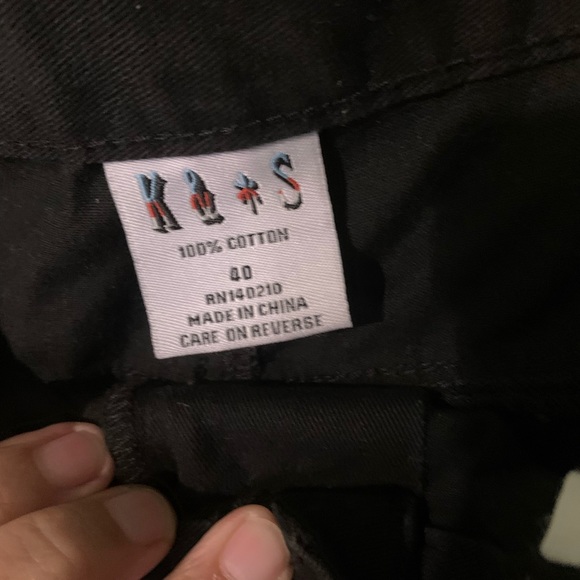 K * S
100% COTTON
40
RN140210
MADE IN CHINA
CARE ON REVERSE